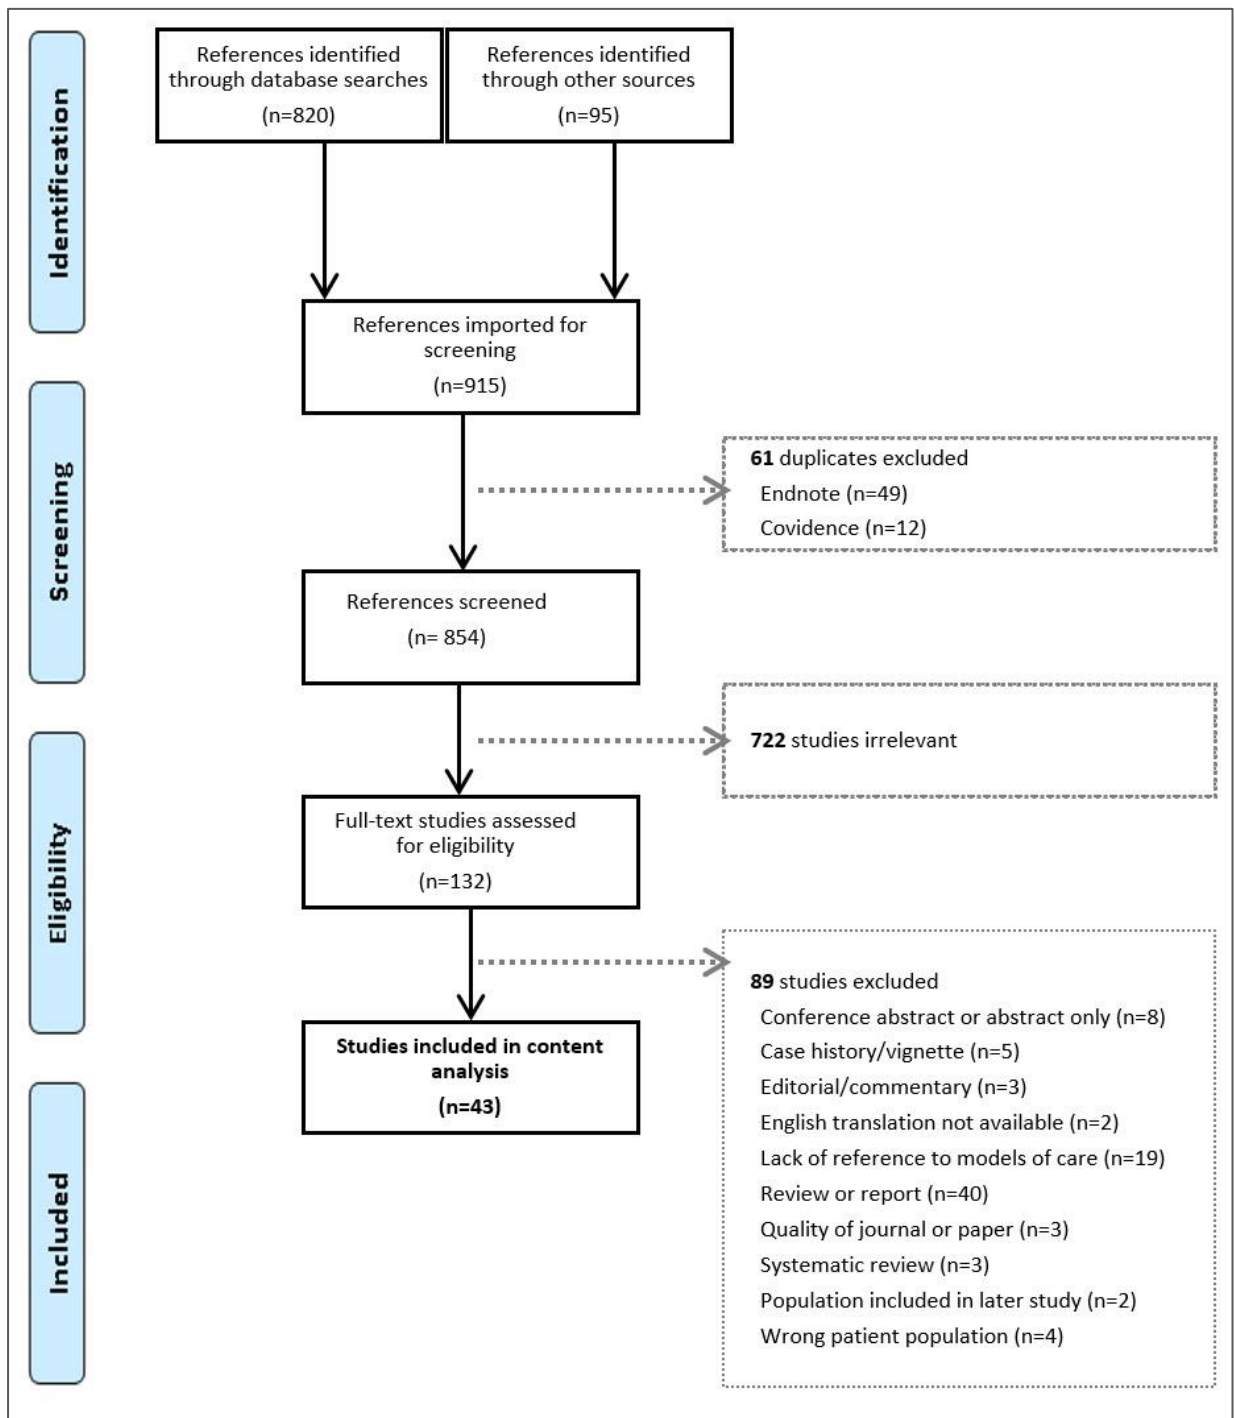 Identification
References identified
through database searches
(n=820)
References identified
through other sources
(n=95)
References imported for
screening
(n=915)
Screening
61 duplicates excluded
Endnote (n=49)
Covidence (n=12)
References screened
(n= 854)
722 studies irrelevant
Eligibility
Full-text studies assessed
for eligibility
(n=132)
89 studies excluded
Conference abstract or abstract only (n=8)
Case history/vignette (n=5)
Editorial/commentary (n=3)
English translation not available (n=2)
Lack of reference to models of care (n=19)
Review or report (n=40)
Quality of journal or paper (n=3)
Systematic review (n=3)
Population included in later study (n=2)
Wrong patient population (n=4)
Included
Studies included in content
analysis
(n=43)